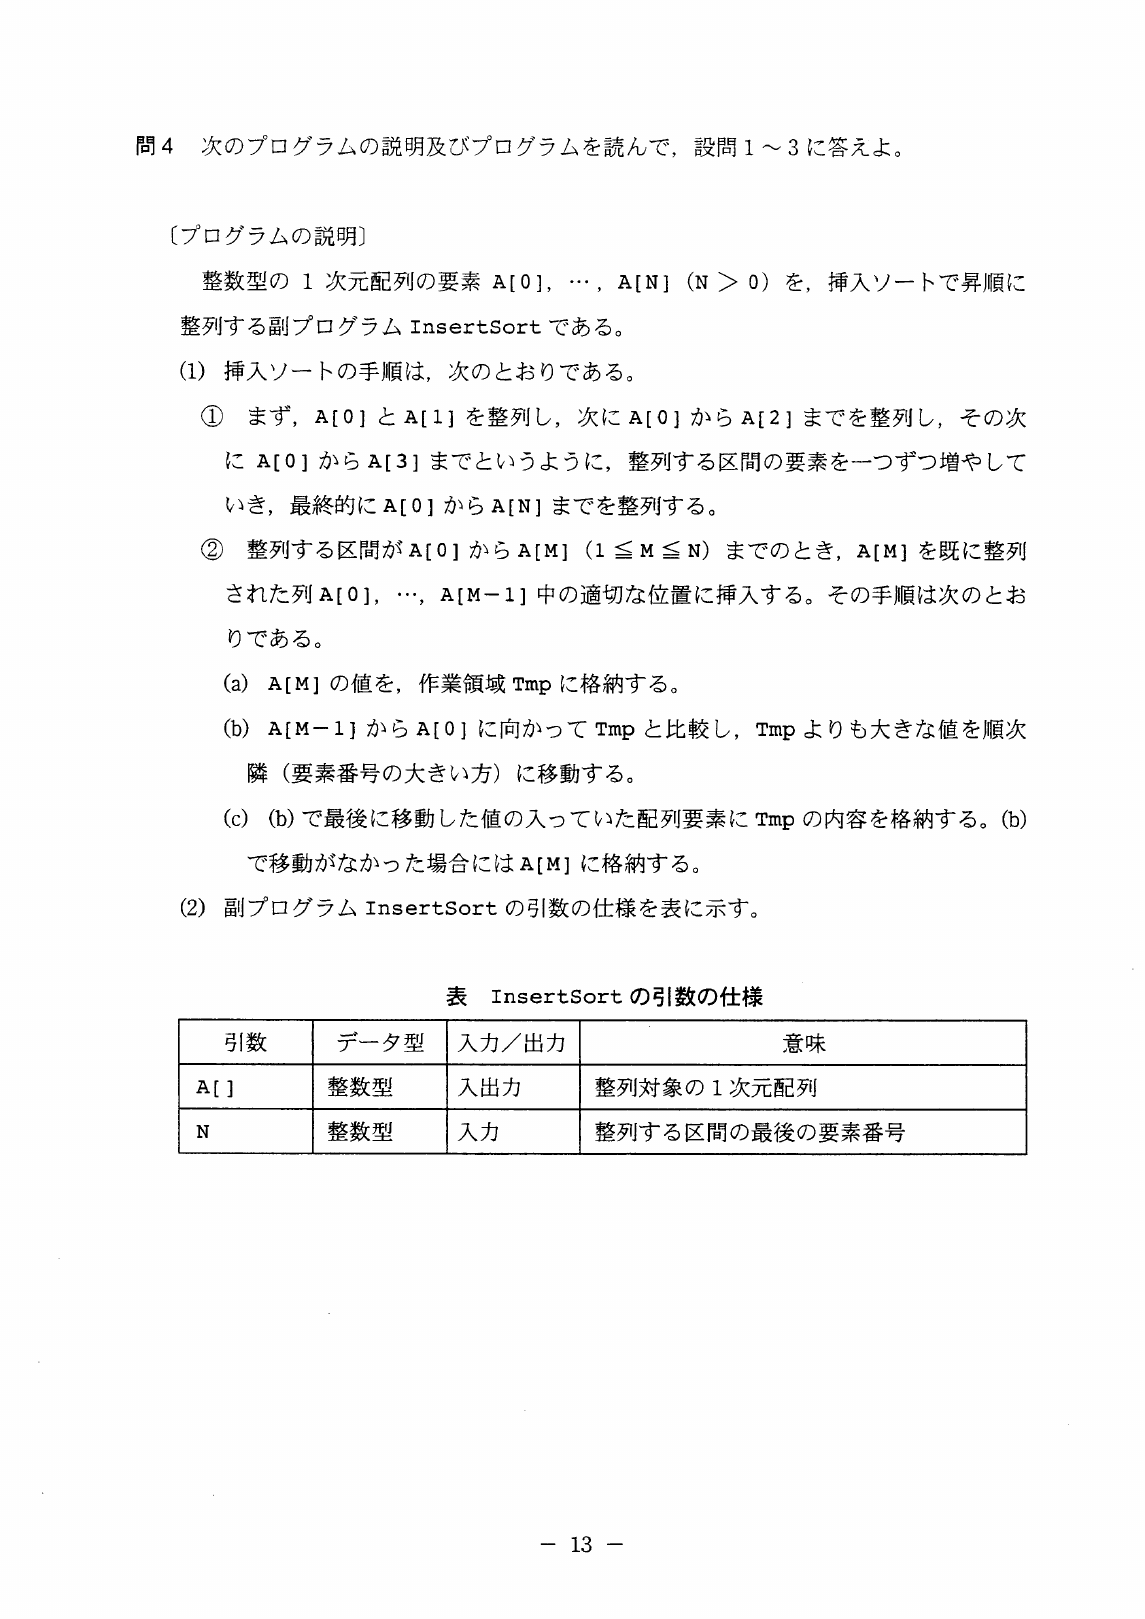 問4 次のプログラムの説明及びプログラムを読んで，設問1～3に答えよ。
〔プログラムの説明〕
整数型の 1 次元配列の要素 A[0]，…，A[N]（N > 0）を，挿入ソートで昇順に
整列する副プログラム InsertSort である。
(1) 挿入ソートの手順は，次のとおりである。
① まず，A[0] と A[1] を整列し，次に A[0] から A[2] までを整列し，その次
に A[0] から A[3] までというように，整列する区間の要素を一つずつ増やして
いき，最終的に A[0] から A[N] までを整列する。
② 整列する区間が A[0] から A[M]（1 ≦ M ≦ N）までのとき，A[M] を既に整列
された列 A[0]，…，A[M－1] 中の適切な位置に挿入する。その手順は次のとお
りである。
(a) A[M] の値を，作業領域 Tmp に格納する。
(b) A[M－1] から A[0] に向かって Tmp と比較し，Tmp よりも大きな値を順次
隣（要素番号の大きい方）に移動する。
(c) (b) で最後に移動した値の入っていた配列要素に Tmp の内容を格納する。(b)
で移動がなかった場合には A[M] に格納する。
(2) 副プログラム InsertSort の引数の仕様を表に示す。
表 InsertSort の引数の仕様
引数 データ型 入力／出力 意味
A[] 整数型 入出力 整列対象の 1 次元配列
N 整数型 入力 整列する区間の最後の要素番号
－ 13 －